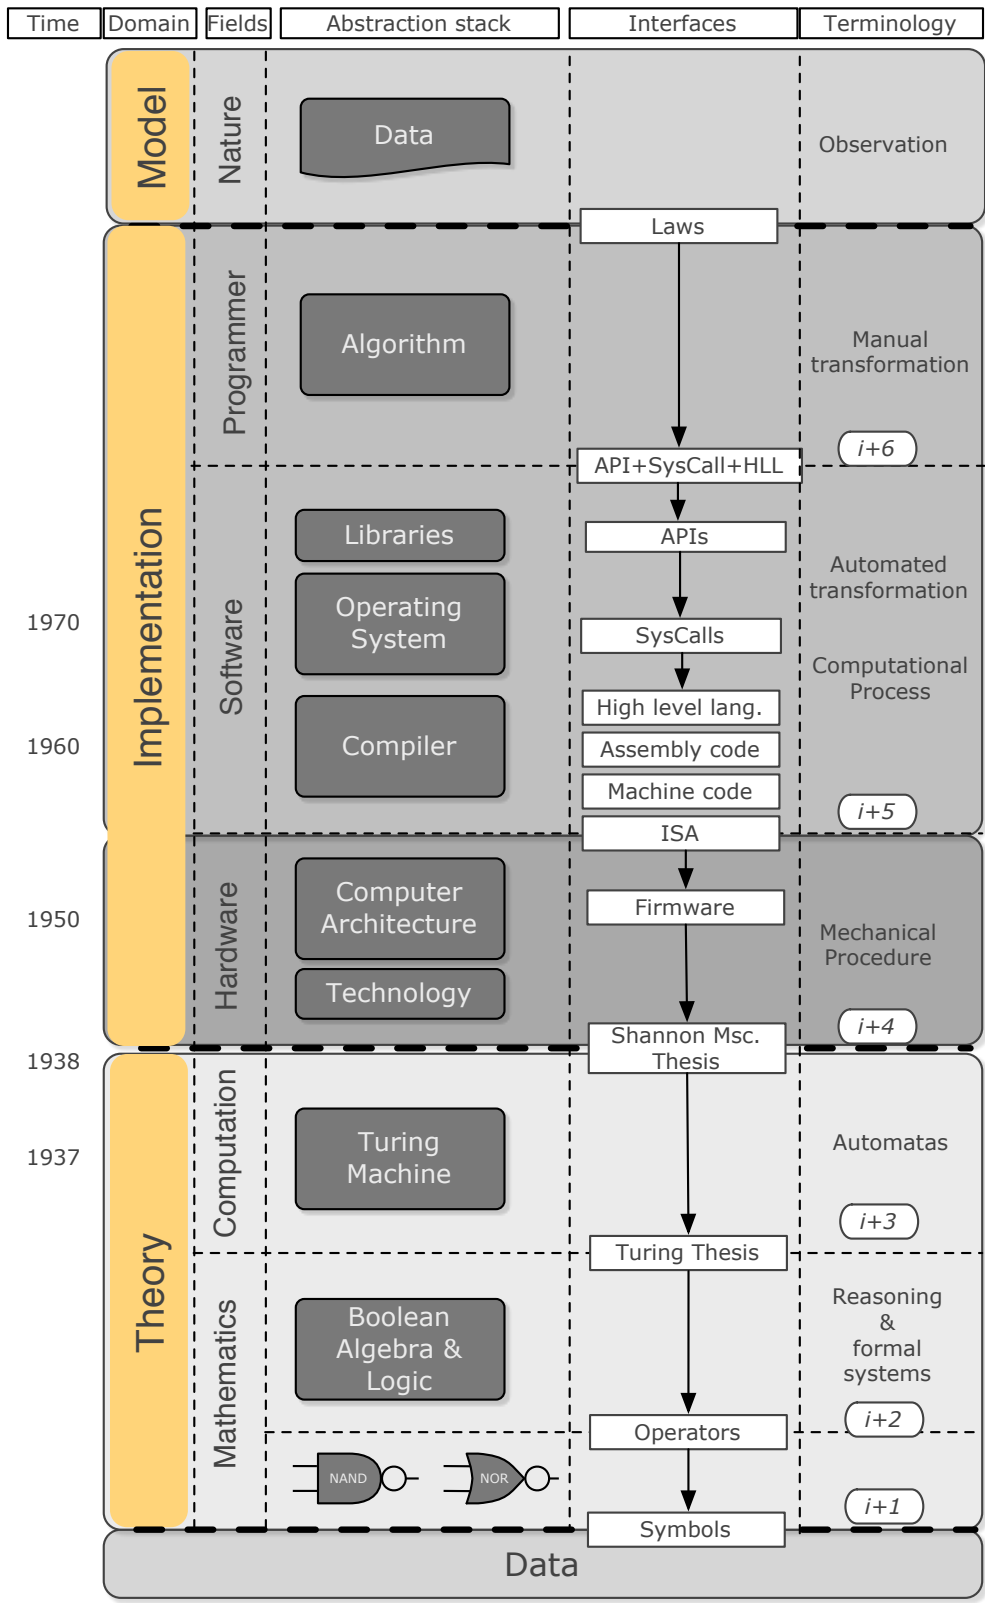 Time Domain Fields Abstraction stack Interfaces Terminology
Model
Nature
Data
Observation
Laws
Implementation
Programmer
Algorithm
Manual
transformation
i+6
API+SysCall+HLL
Software
Libraries
APIs
Automated
transformation
1970
Operating
System
SysCalls
Computational
Process
High level lang.
1960
Compiler
Assembly code
Machine code
i+5
ISA
Hardware
1950
Computer
Architecture
Firmware
Mechanical
Procedure
Technology
i+4
Shannon Msc.
Thesis
1938
Theory
Computation
1937
Turing
Machine
Automatas
i+3
Turing Thesis
Mathematics
Boolean
Algebra &
Logic
Reasoning
&
formal
systems
i+2
Operators
NAND
NOR
i+1
Symbols
Data